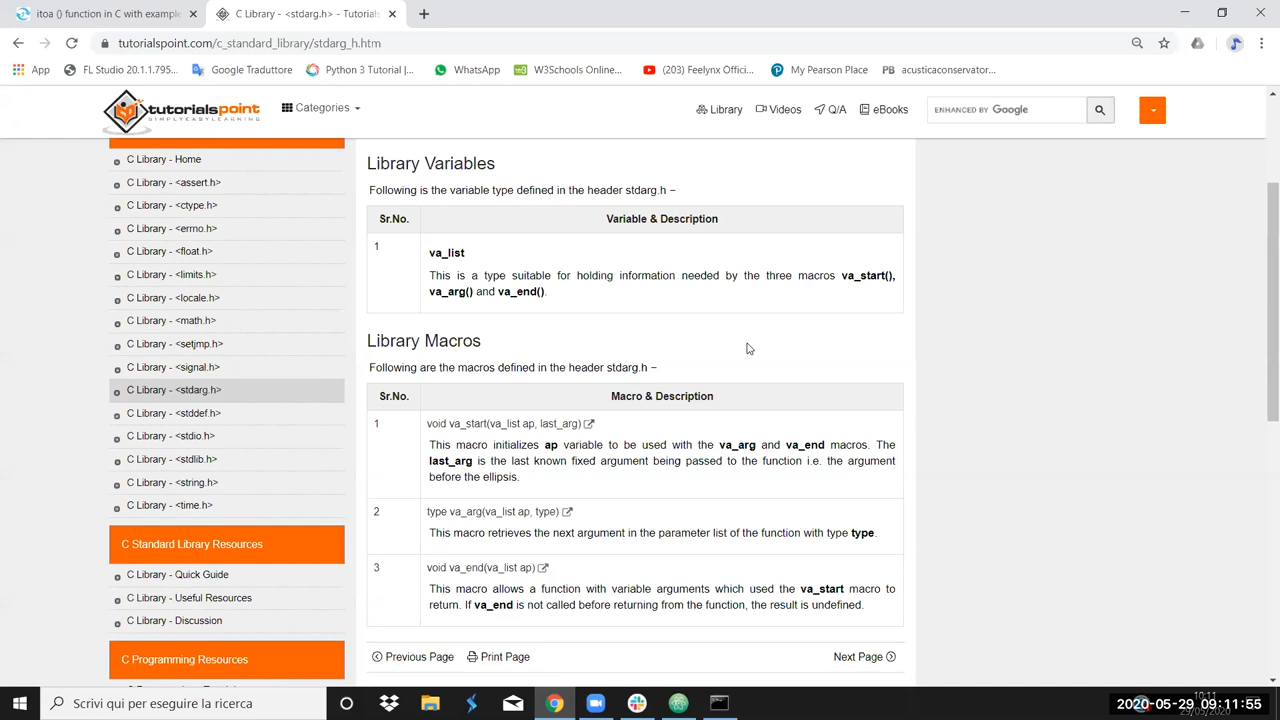 itoa () function in C with example
C Library - <stdarg.h> - Tutorials
tutorialspoint.com/c_standard_library/stdarg_h.htm
App
FL Studio 20.1.1.795...
Google Traduttore
Python 3 Tutorial |...
WhatsApp
W3Schools Online...
(203) Feelynx Offici...
My Pearson Place
PB acusticaconservator...
tutorialspoint
SIMPLYEASYLEARNING
Categories
Library
Videos
Q/A
eBooks
ENHANCED BY Google
C Library - Home
C Library - <assert.h>
C Library - <ctype.h>
C Library - <errno.h>
C Library - <float.h>
C Library - <limits.h>
C Library - <locale.h>
C Library - <math.h>
C Library - <setjmp.h>
C Library - <signal.h>
C Library - <stdarg.h>
C Library - <stddef.h>
C Library - <stdio.h>
C Library - <stdlib.h>
C Library - <string.h>
C Library - <time.h>
C Standard Library Resources
C Library - Quick Guide
C Library - Useful Resources
C Library - Discussion
C Programming Resources
Library Variables
Following is the variable type defined in the header stdarg.h −
Sr.No. Variable & Description
1
va_list
This is a type suitable for holding information needed by the three macros va_start(),
va_arg() and va_end().
Library Macros
Following are the macros defined in the header stdarg.h −
Sr.No. Macro & Description
1 void va_start(va_list ap, last_arg)
This macro initializes ap variable to be used with the va_arg and va_end macros. The
last_arg is the last known fixed argument being passed to the function i.e. the argument
before the ellipsis.
2 type va_arg(va_list ap, type)
This macro retrieves the next argument in the parameter list of the function with type type.
3 void va_end(va_list ap)
This macro allows a function with variable arguments which used the va_start macro to
return. If va_end is not called before returning from the function, the result is undefined.
Previous Page
Print Page
Next Page
Scrivi qui per eseguire la ricerca
10:11
29/05/2020
2020-05-29 09:11:55